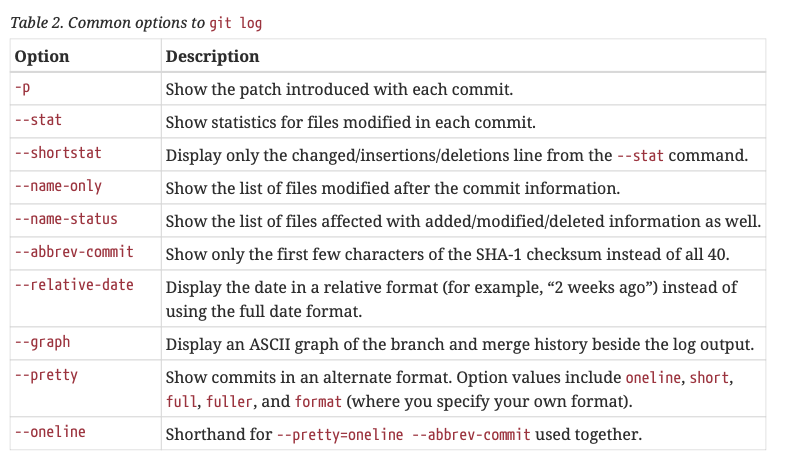 Table 2. Common options to git log
Option Description
-p Show the patch introduced with each commit.
--stat Show statistics for files modified in each commit.
--shortstat Display only the changed/insertions/deletions line from the --stat command.
--name-only Show the list of files modified after the commit information.
--name-status Show the list of files affected with added/modified/deleted information as well.
--abbrev-commit Show only the first few characters of the SHA-1 checksum instead of all 40.
--relative-date Display the date in a relative format (for example, “2 weeks ago”) instead of
using the full date format.
--graph Display an ASCII graph of the branch and merge history beside the log output.
--pretty Show commits in an alternate format. Option values include oneline, short,
full, fuller, and format (where you specify your own format).
--oneline Shorthand for --pretty=oneline --abbrev-commit used together.